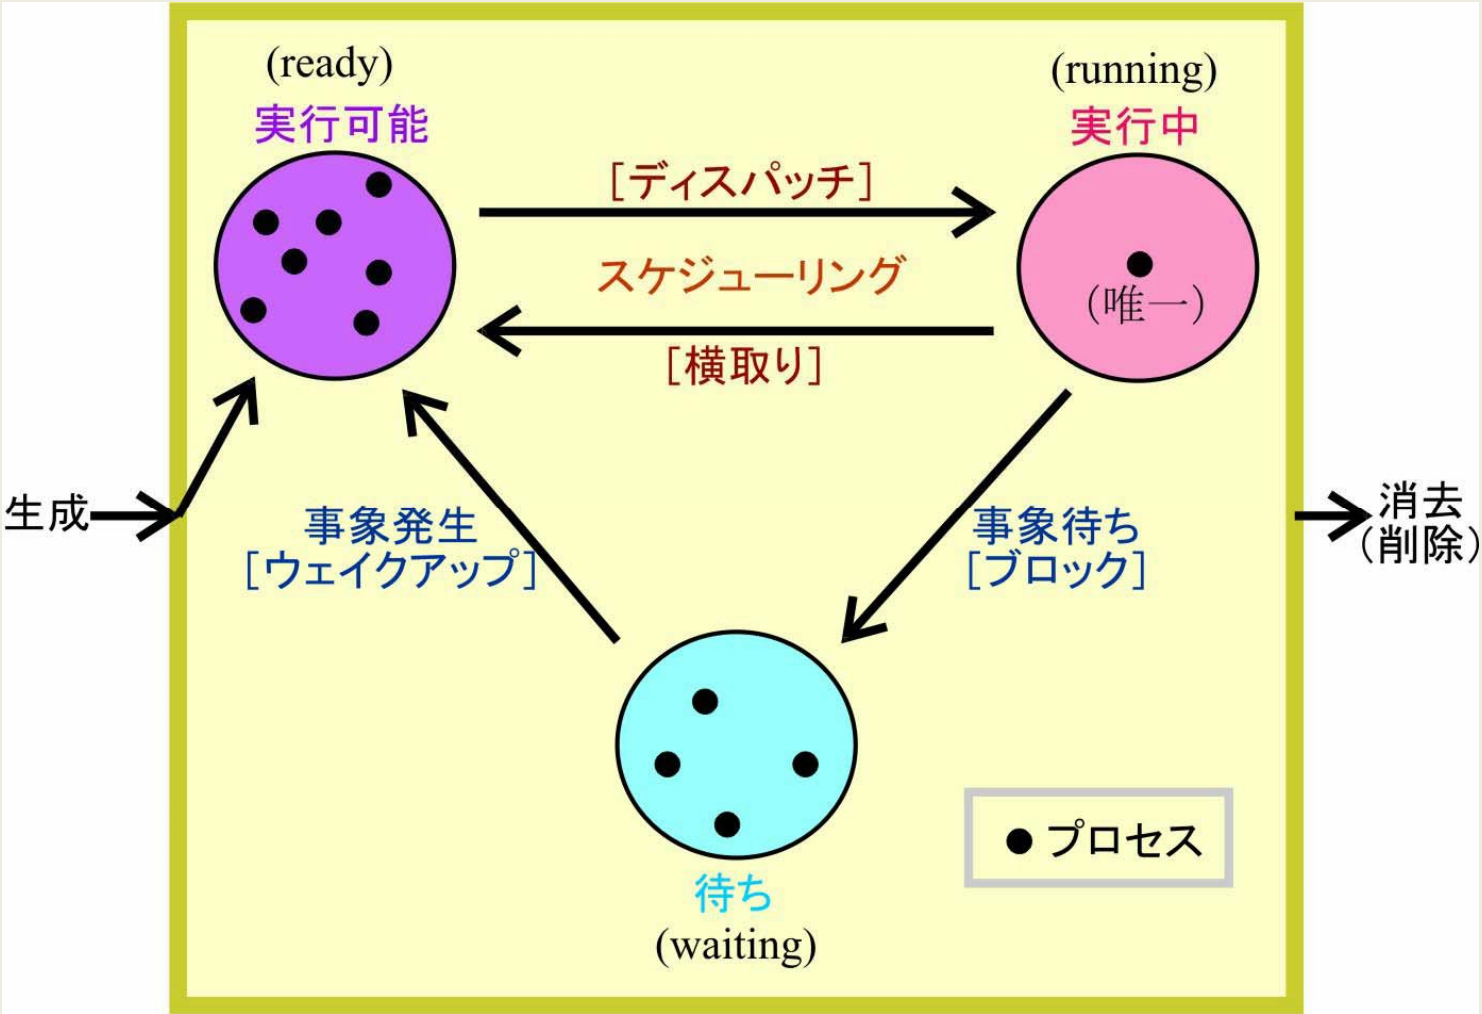 (ready)
実行可能
(running)
実行中
[ディスパッチ]
スケジューリング
[横取り]
(唯一)
生成
事象発生
[ウェイクアップ]
事象待ち
[ブロック]
消去
(削除)
待ち
(waiting)
プロセス